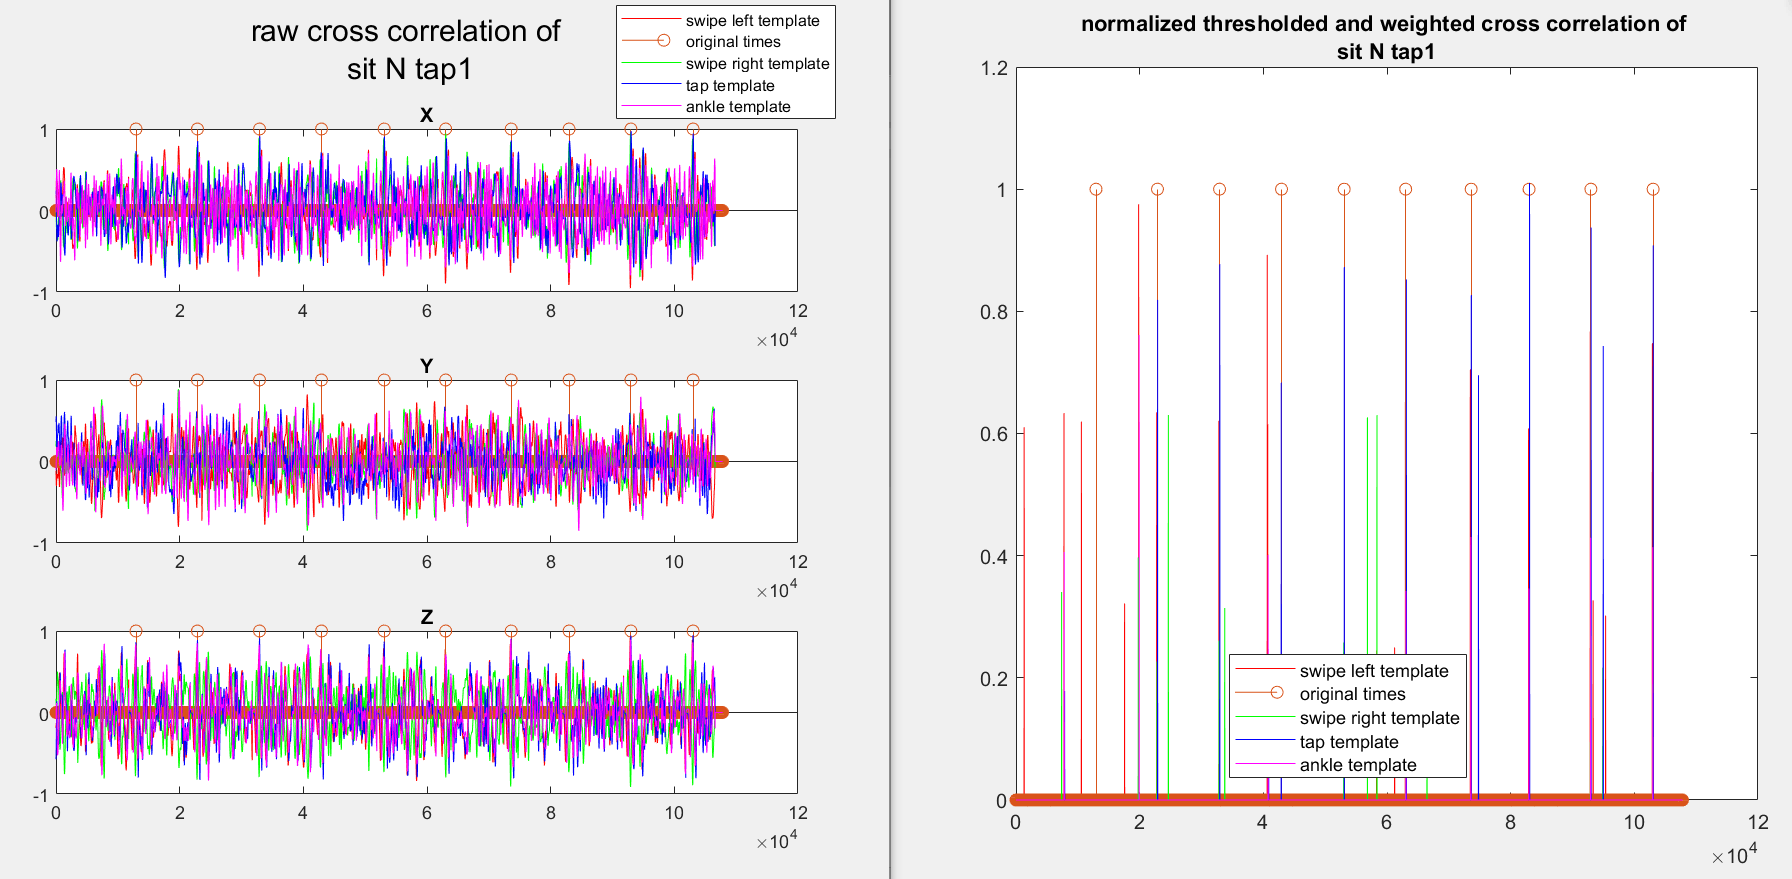 raw cross correlation of
sit N tap1
swipe left template
original times
swipe right template
tap template
ankle template
X
1
0
-1
0 2 4 6 8 10 12
×10^4
Y
1
0
-1
0 2 4 6 8 10 12
×10^4
Z
1
0
-1
0 2 4 6 8 10 12
×10^4
normalized thresholded and weighted cross correlation of
sit N tap1
1.2
1
0.8
0.6
0.4
0.2
0
swipe left template
original times
swipe right template
tap template
ankle template
0 2 4 6 8 10 12
×10^4